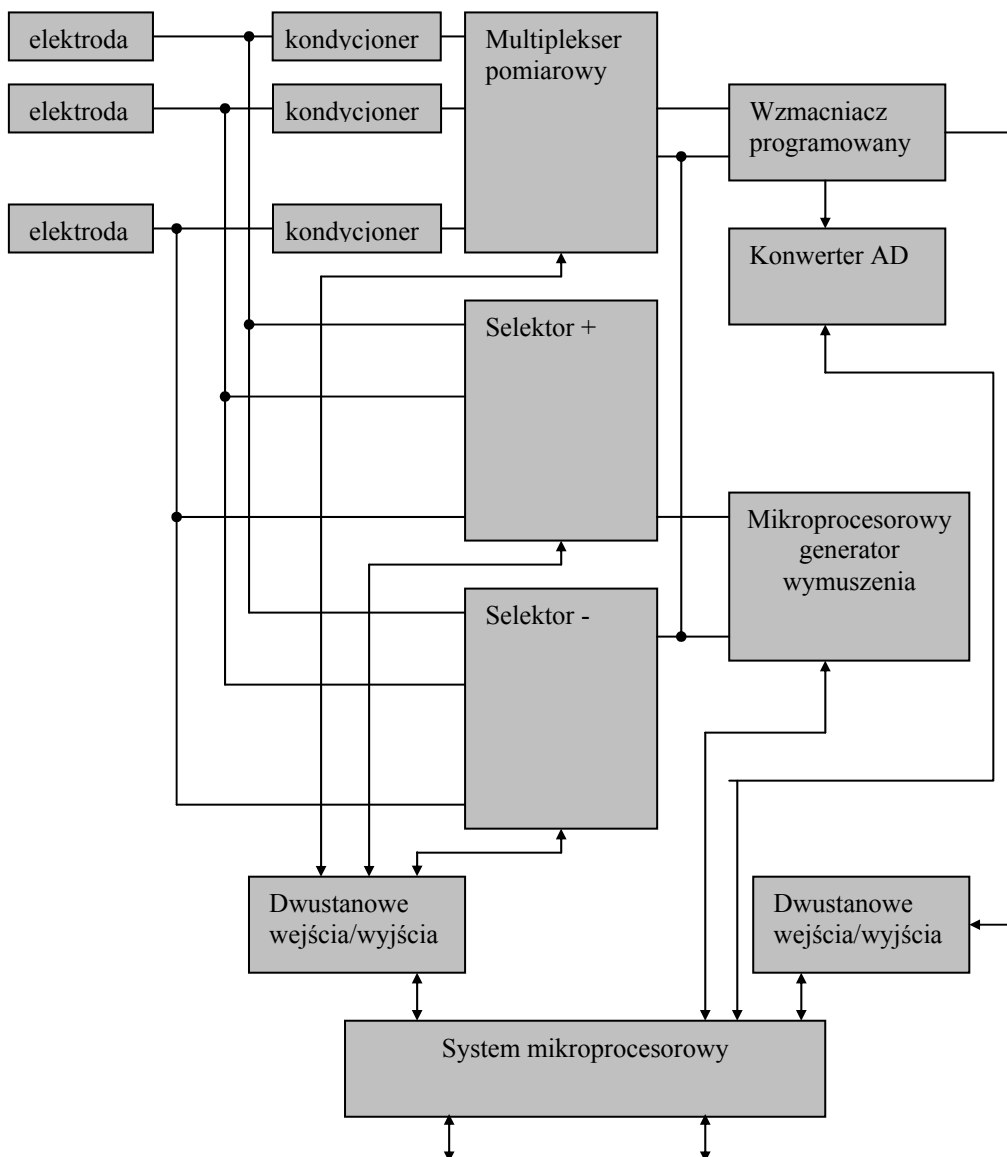 elektroda
kondycjoner
Multiplekser
pomiarowy
elektroda
kondycjoner
Wzmacniacz
programowany
elektroda
kondycjoner
Konwerter AD
Selektor +
Mikroprocesorowy
generator
wymuszenia
Selektor -
Dwustanowe
wejścia/wyjścia
Dwustanowe
wejścia/wyjścia
System mikroprocesorowy